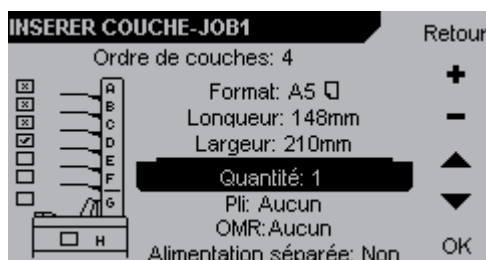 INSERER COUCHE-JOB1
Retour
Ordre de couches: 4
A
B
C
D
E
F
G
H
Format: A5
Lonqueur: 148mm
Largeur: 210mm
Quantité: 1
Pli: Aucun
OMR:Aucun
Alimentation séparée: Non
+
-
OK